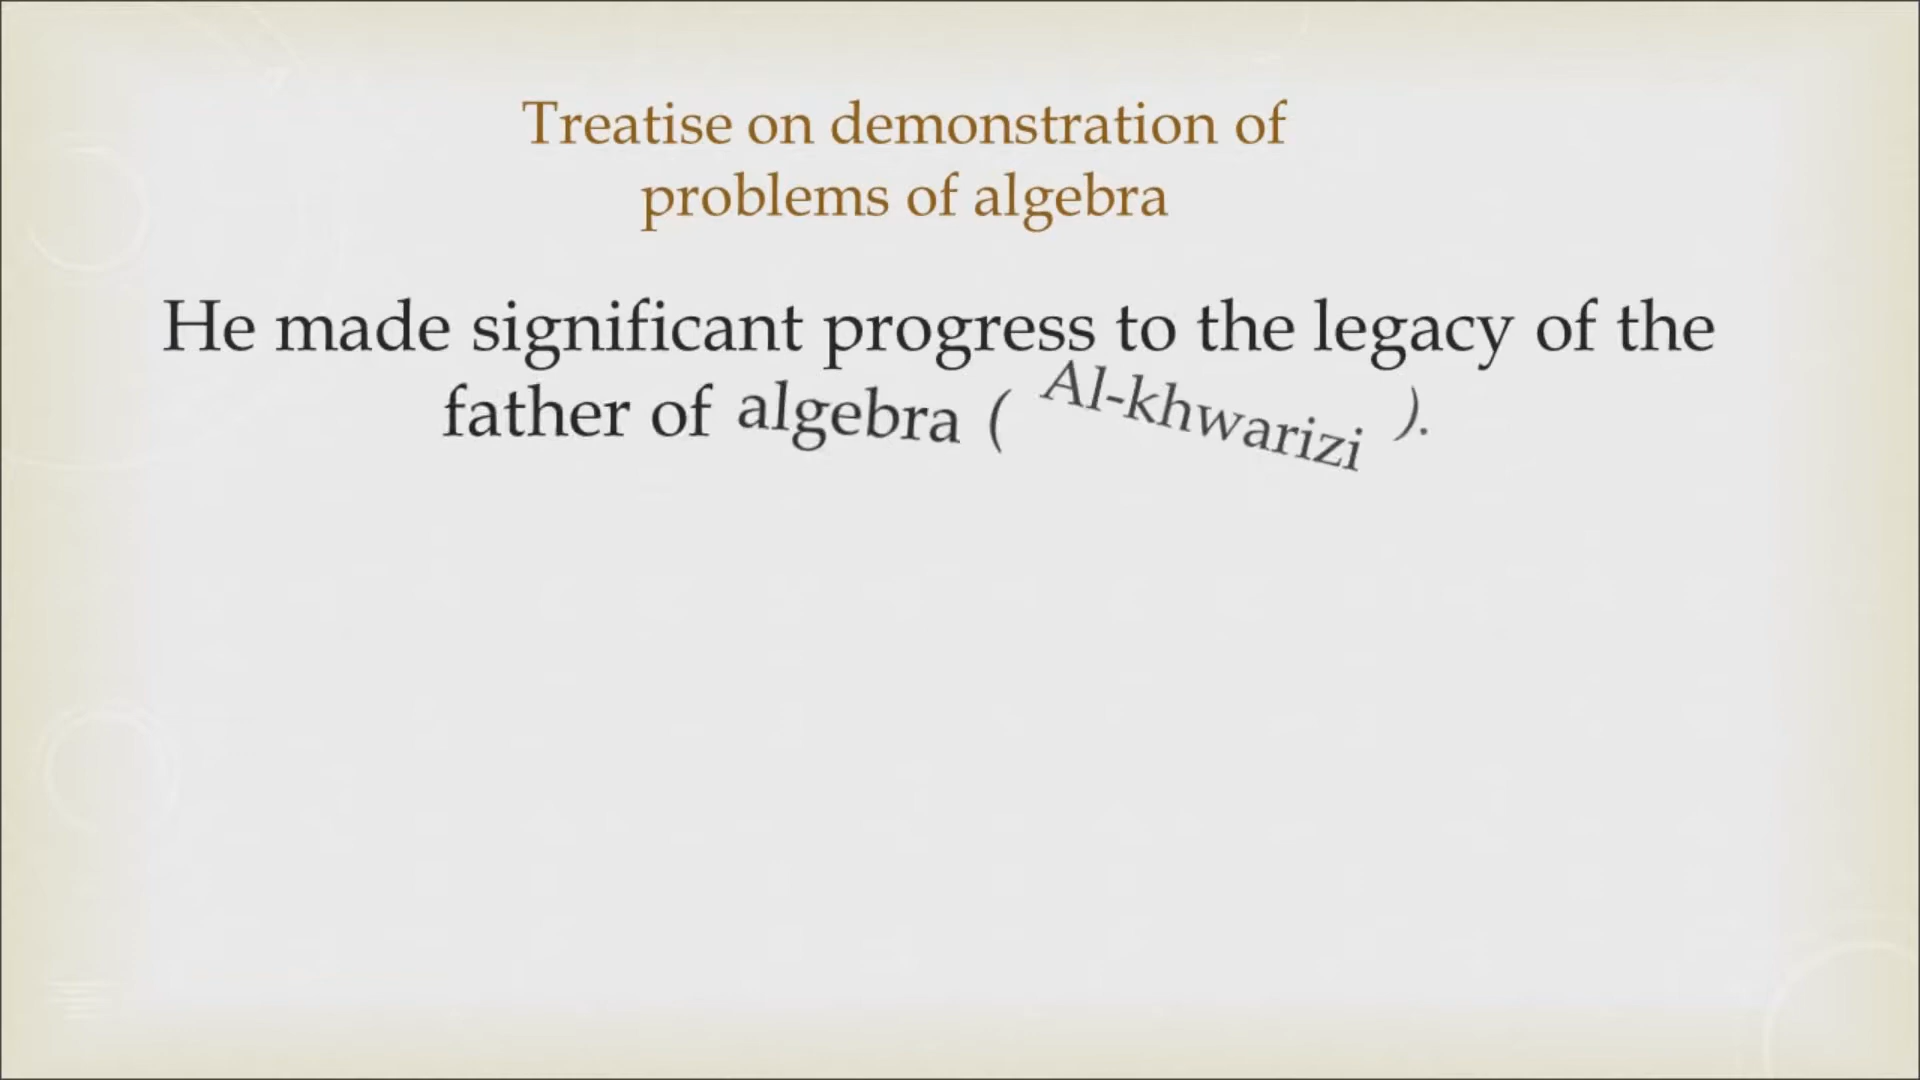 Treatise on demonstration of
problems of algebra
He made significant progress to the legacy of the
father of algebra ( Al-khwarizi ).